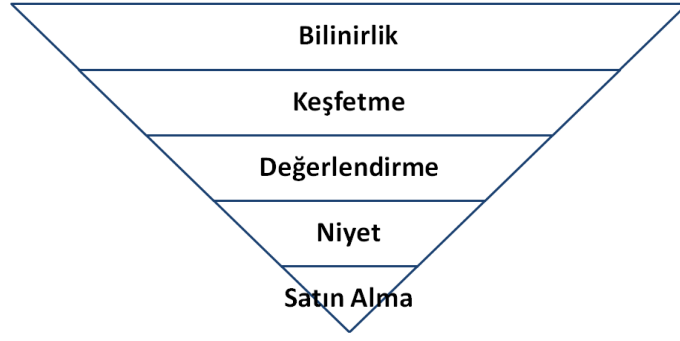 Bilinirlik
Keşfetme
Değerlendirme
Niyet
Satın Alma